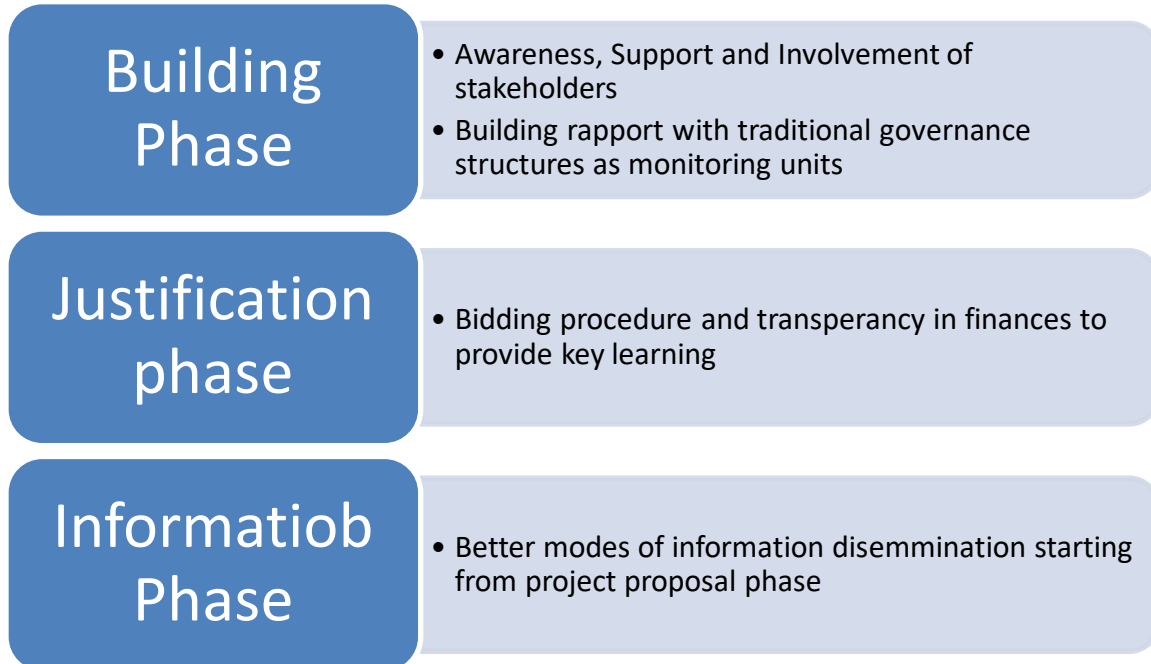 Building
Phase
• Awareness, Support and Involvement of
stakeholders
• Building rapport with traditional governance
structures as monitoring units
Justification
phase
• Bidding procedure and transperancy in finances to
provide key learning
Informatiob
Phase
• Better modes of information disemmination starting
from project proposal phase